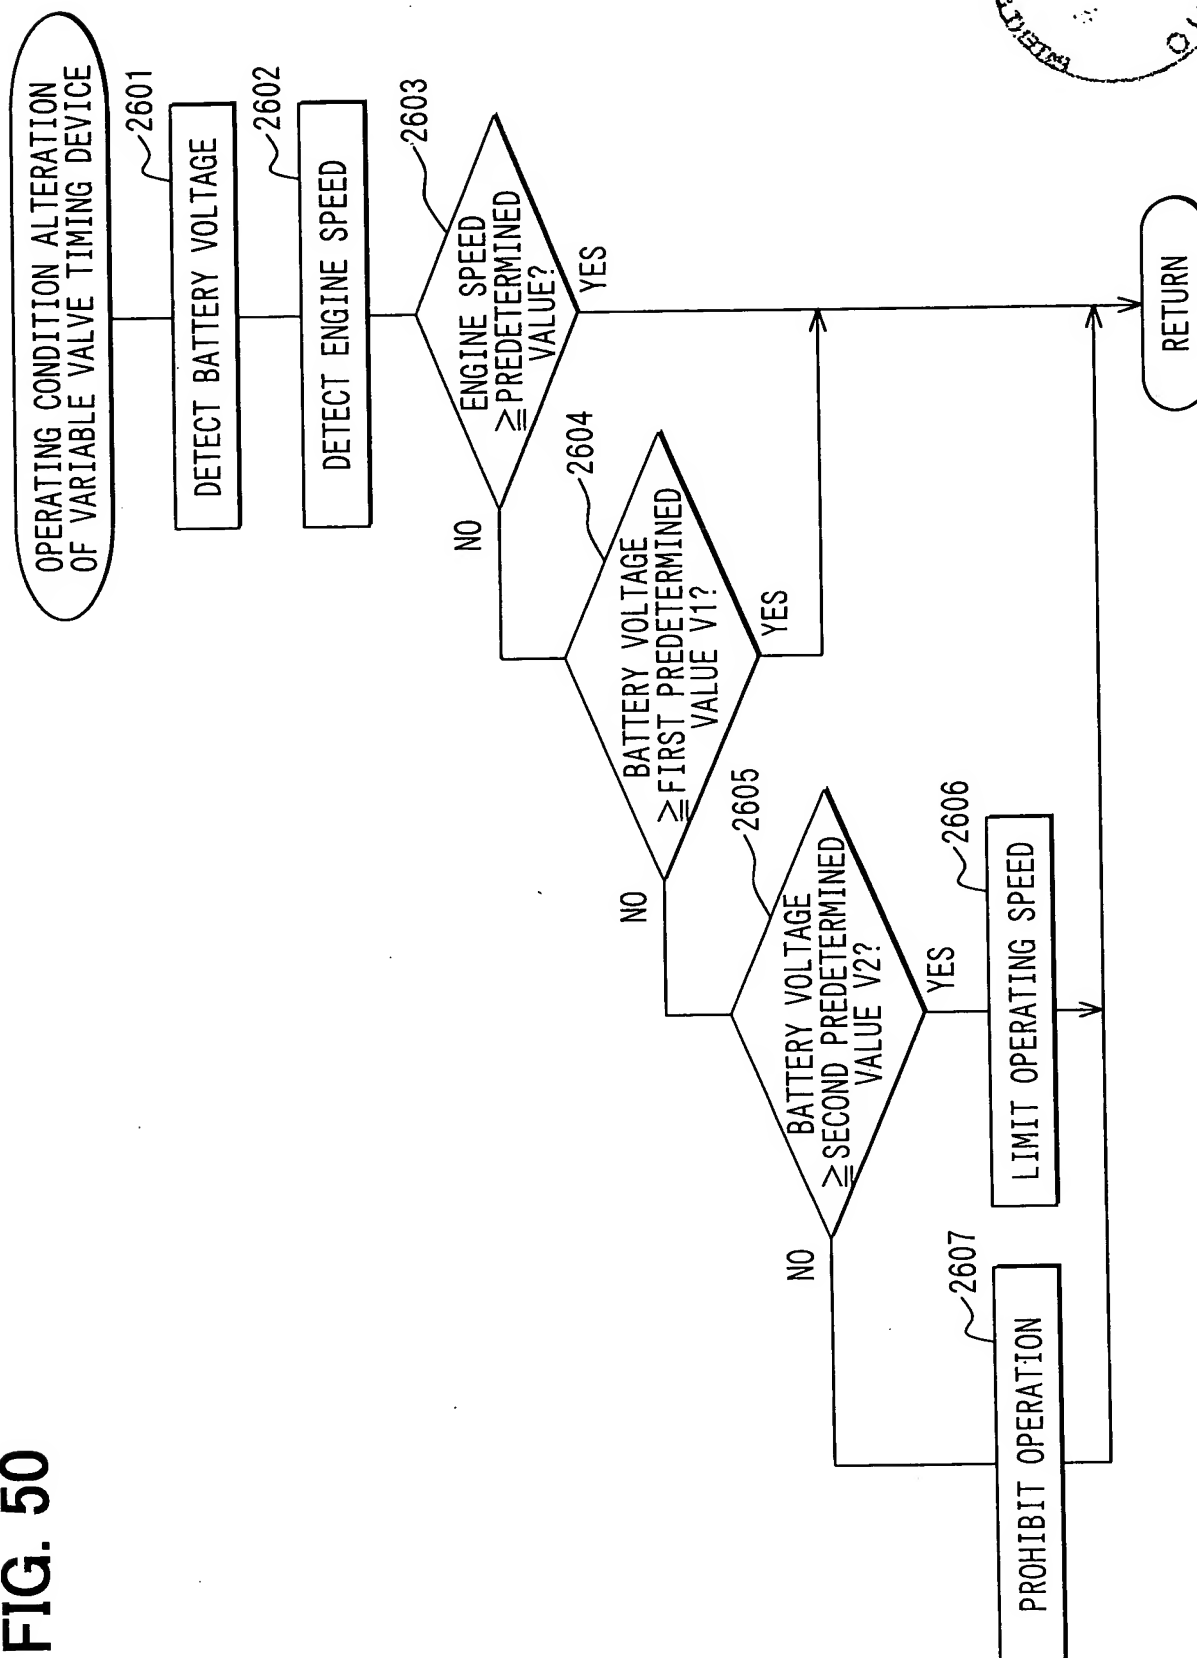 FIG. 50
OPERATING CONDITION ALTERATION
OF VARIABLE VALVE TIMING DEVICE
2601
DETECT BATTERY VOLTAGE
2602
DETECT ENGINE SPEED
2603
ENGINE SPEED
≧PREDETERMINED
VALUE?
YES
NO
2604
BATTERY VOLTAGE
≧FIRST PREDETERMINED
VALUE V1?
YES
NO
2605
BATTERY VOLTAGE
≧SECOND PREDETERMINED
VALUE V2?
YES
NO
2606
LIMIT OPERATING SPEED
2607
PROHIBIT OPERATION
RETURN